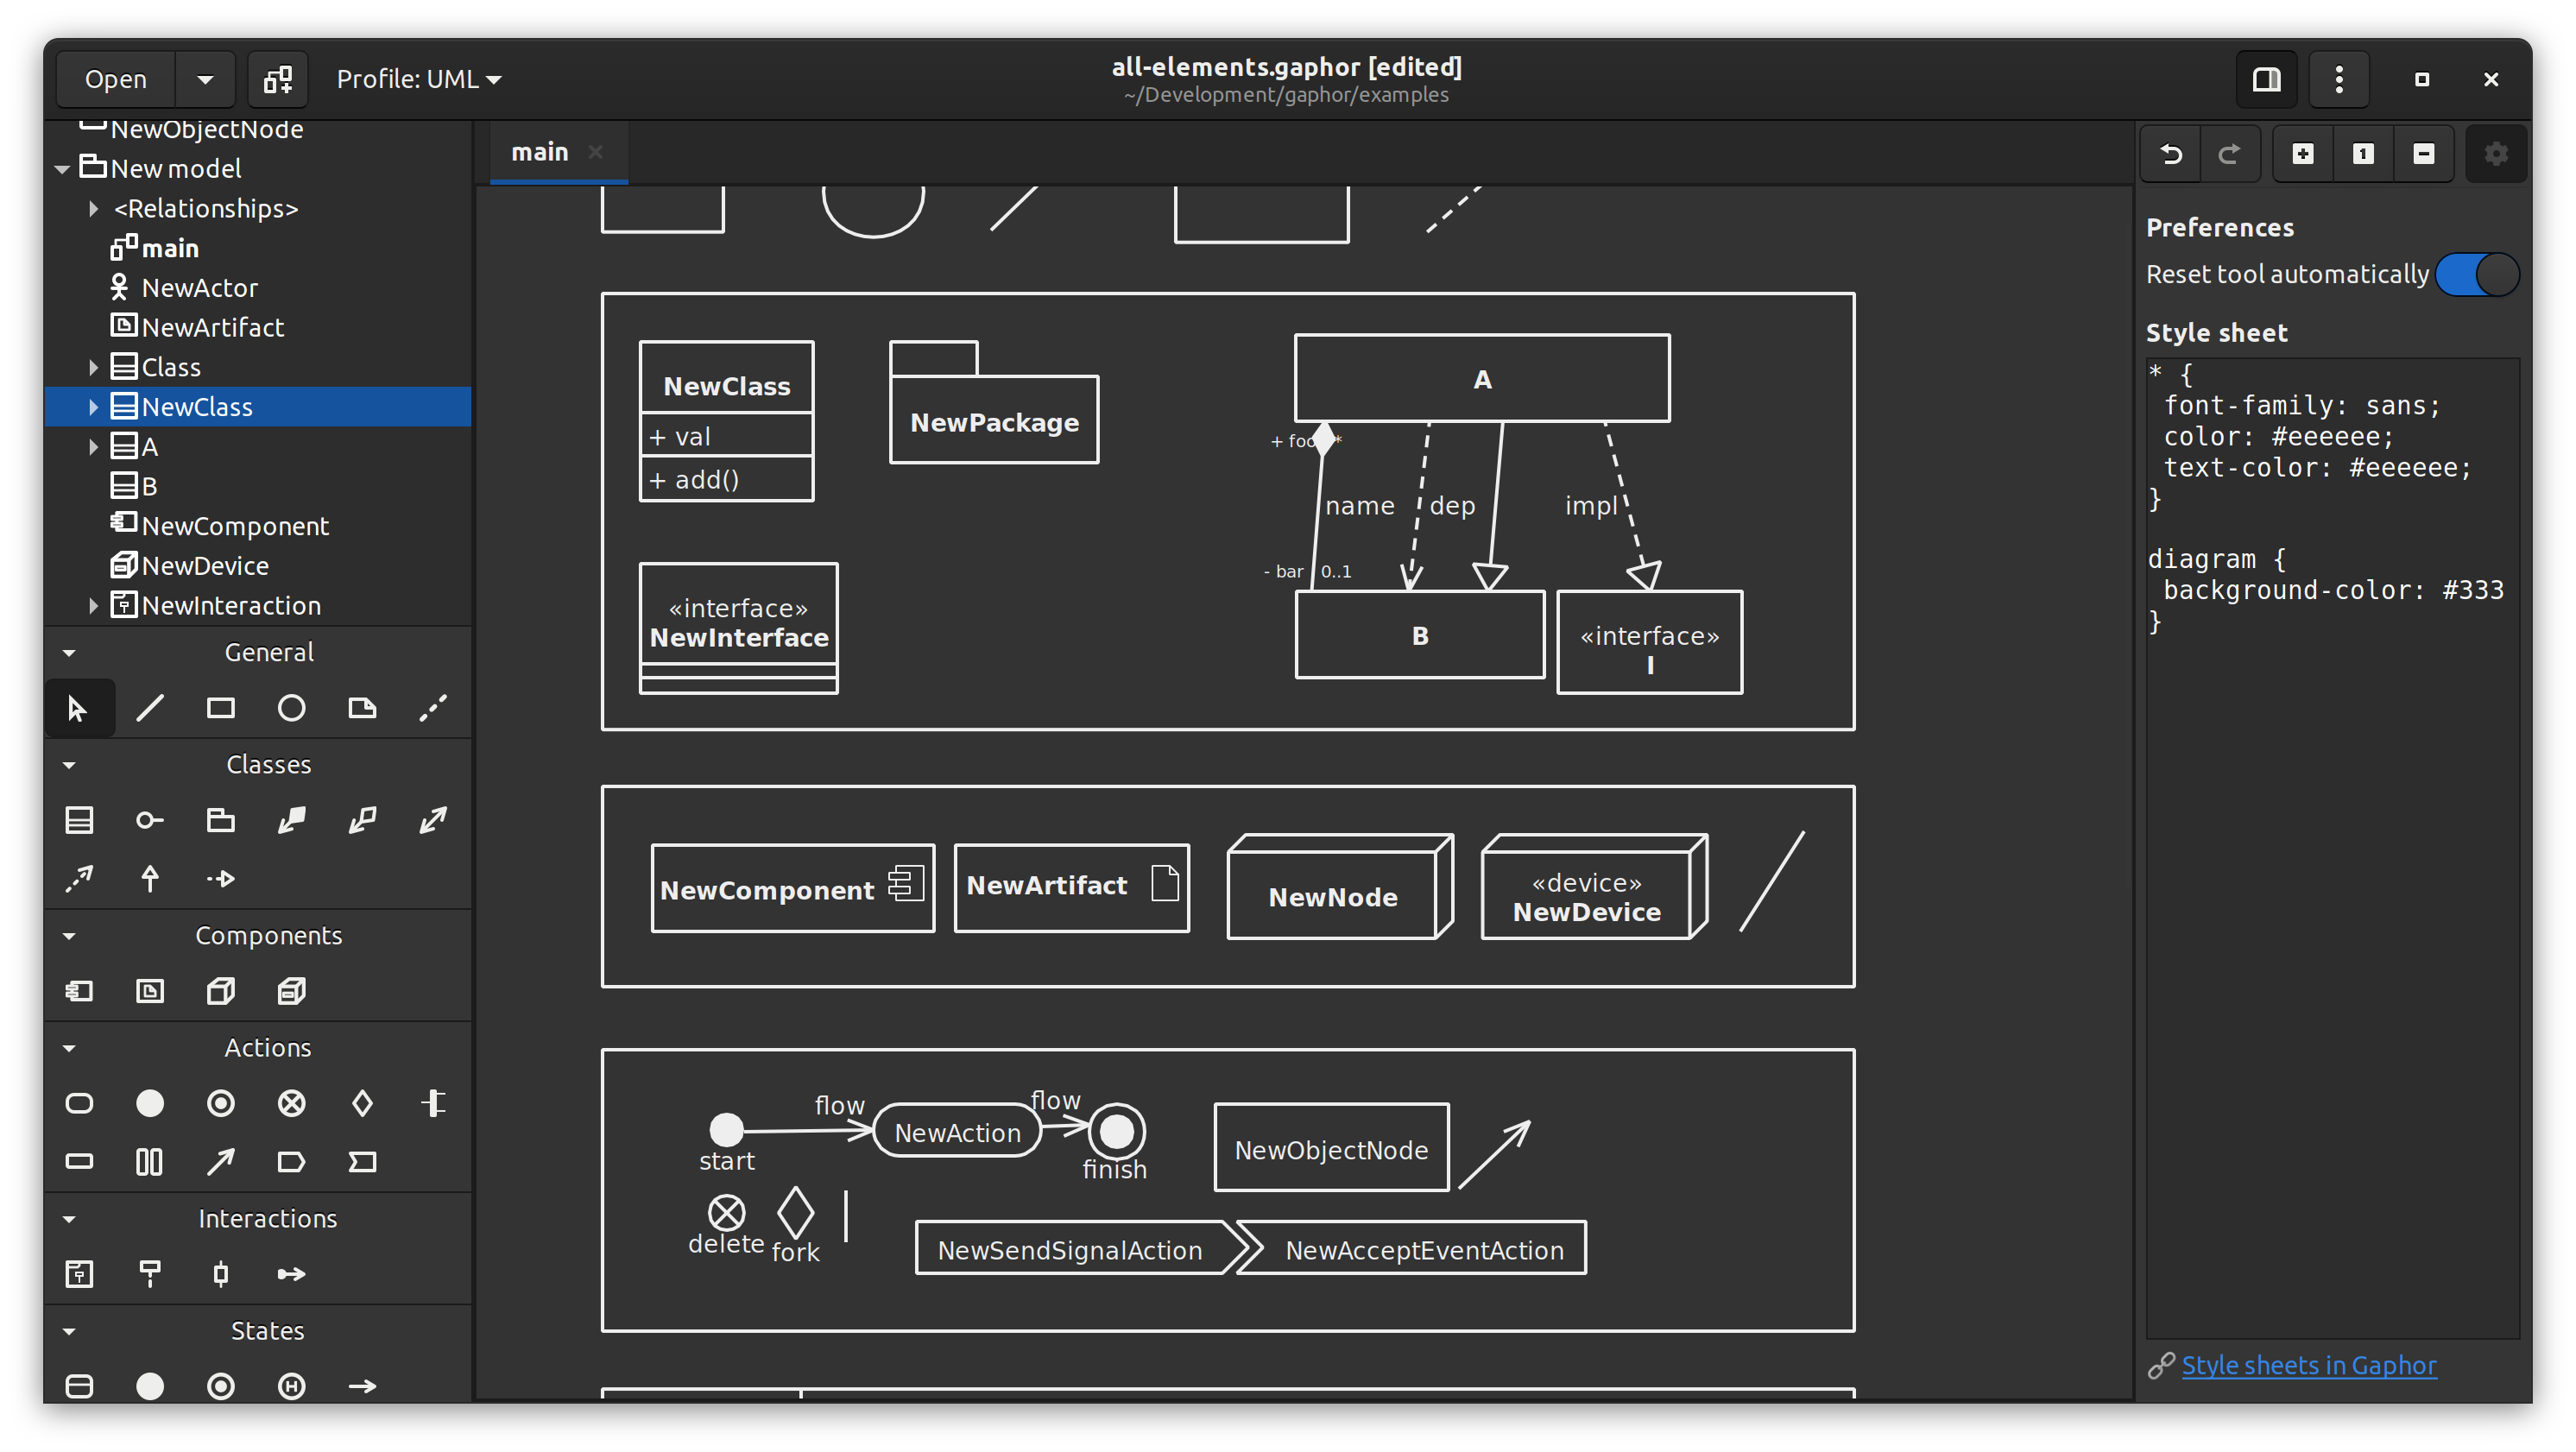 Open
Profile: UML
all-elements.gaphor [edited]
~/Development/gaphor/examples
NewObjectNode
New model
<Relationships>
main
NewActor
NewArtifact
Class
NewClass
A
B
NewComponent
NewDevice
NewInteraction
General
Classes
Components
Actions
Interactions
States
main
NewClass
+ val
+ add()
NewPackage
A
+ foo *
name
dep
impl
- bar 0..1
«interface»
NewInterface
B
«interface»
I
NewComponent
NewArtifact
NewNode
«device»
NewDevice
flow
flow
NewAction
start
finish
NewObjectNode
delete
fork
NewSendSignalAction
NewAcceptEventAction
1
Preferences
Reset tool automatically
Style sheet
* {
font-family: sans;
color: #eeeeee;
text-color: #eeeeee;
}
diagram {
background-color: #333
}
Style sheets in Gaphor